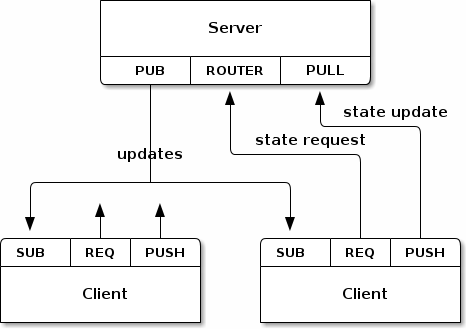 Server
PUB ROUTER PULL
state update
state request
updates
SUB REQ PUSH SUB REQ PUSH
Client Client